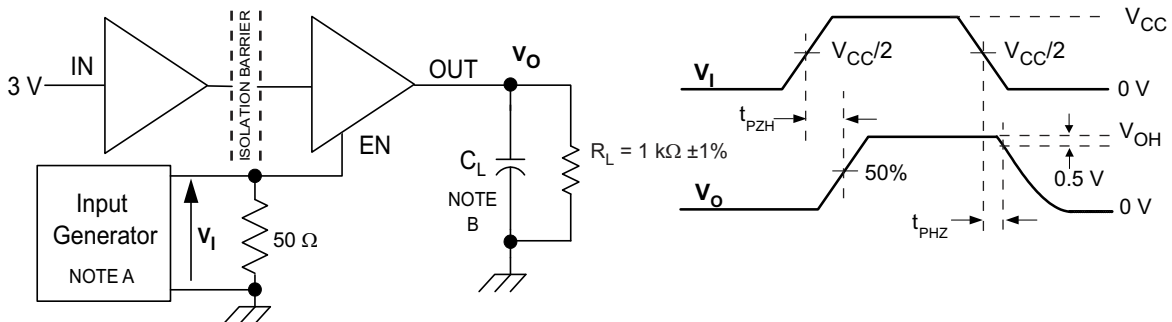 3 V
IN
ISOLATION BARRIER
OUT
VO
EN
CL
NOTE
B
RL = 1 kΩ ±1%
Input
Generator
NOTE A
VI
50 Ω
VCC
VCC/2
VCC/2
VI
0 V
tPZH
VOH
50%
0.5 V
VO
0 V
tPHZ